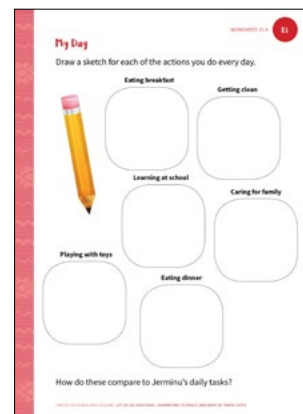 WORKSHEET F1.6
E1
My Day
Draw a sketch for each of the actions you do every day.
Eating breakfast
Getting clean
Learning at school
Caring for family
Playing with toys
Eating dinner
How do these compare to Jerminu's daily tasks?